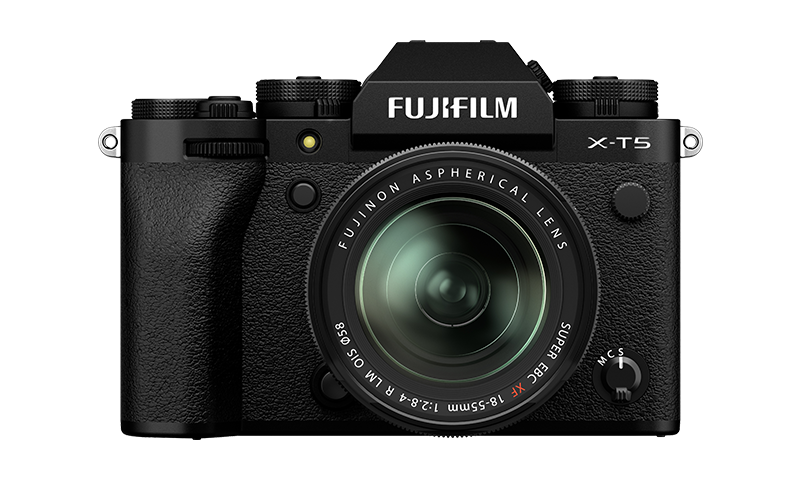 FUJIFILM
X-T5
FUJINON ASPHERICAL LENS
SUPER EBC XF 18-55mm 1:2.8-4 R LM OIS Ø58
M C S